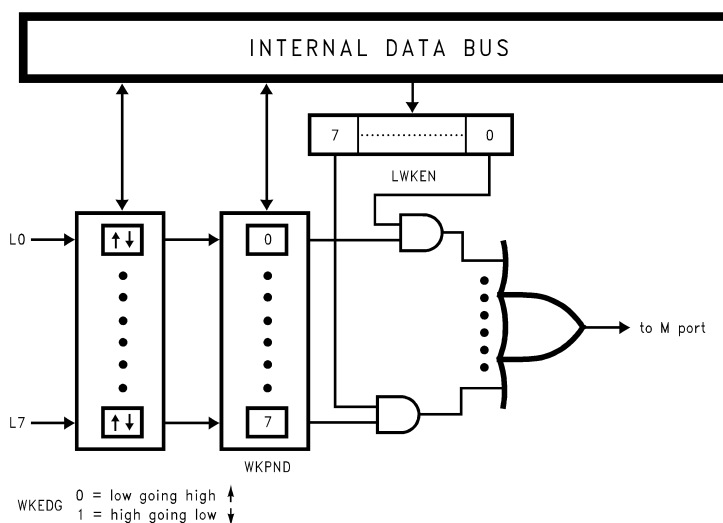 INTERNAL DATA BUS
7 0
LWKEN
L0
0
to M port
L7
7
WKPND
WKEDG 0 = low going high ↑
1 = high going low ↓